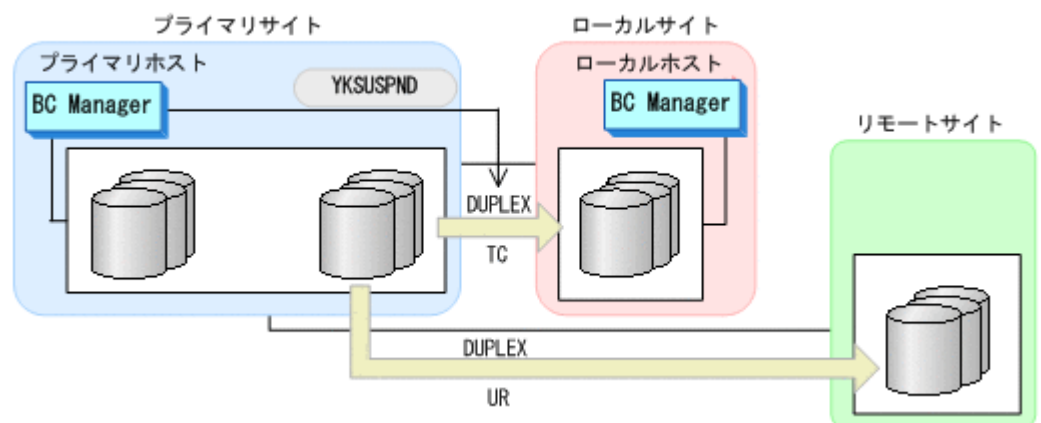 プライマリサイト
ローカルサイト
プライマリホスト
YKSUSPND
ローカルホスト
BC Manager
BC Manager
リモートサイト
DUPLEX
TC
DUPLEX
UR